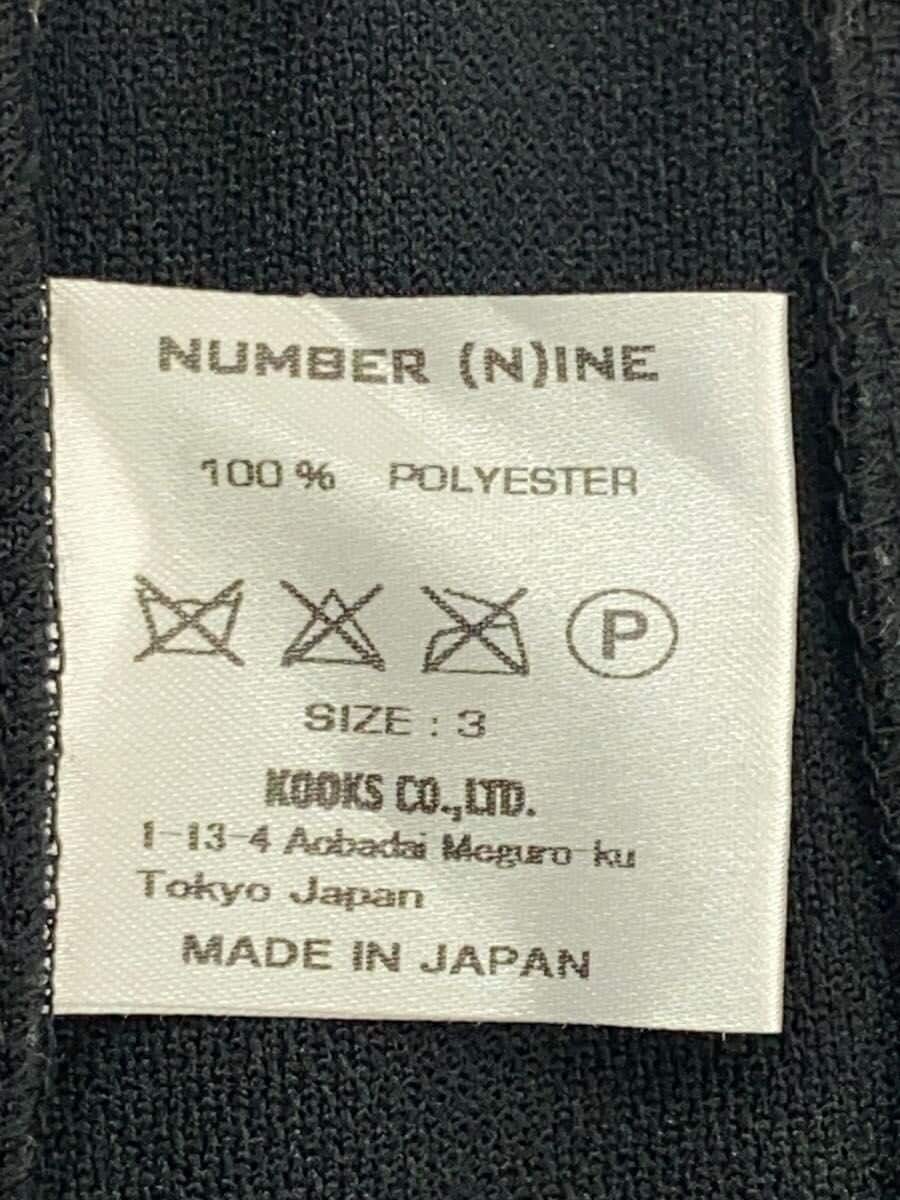 NUMBER (N)INE
100% POLYESTER
P
SIZE : 3
KOOKS CO.,LTD.
1-13-4 Aobadai Meguro-ku
Tokyo Japan
MADE IN JAPAN